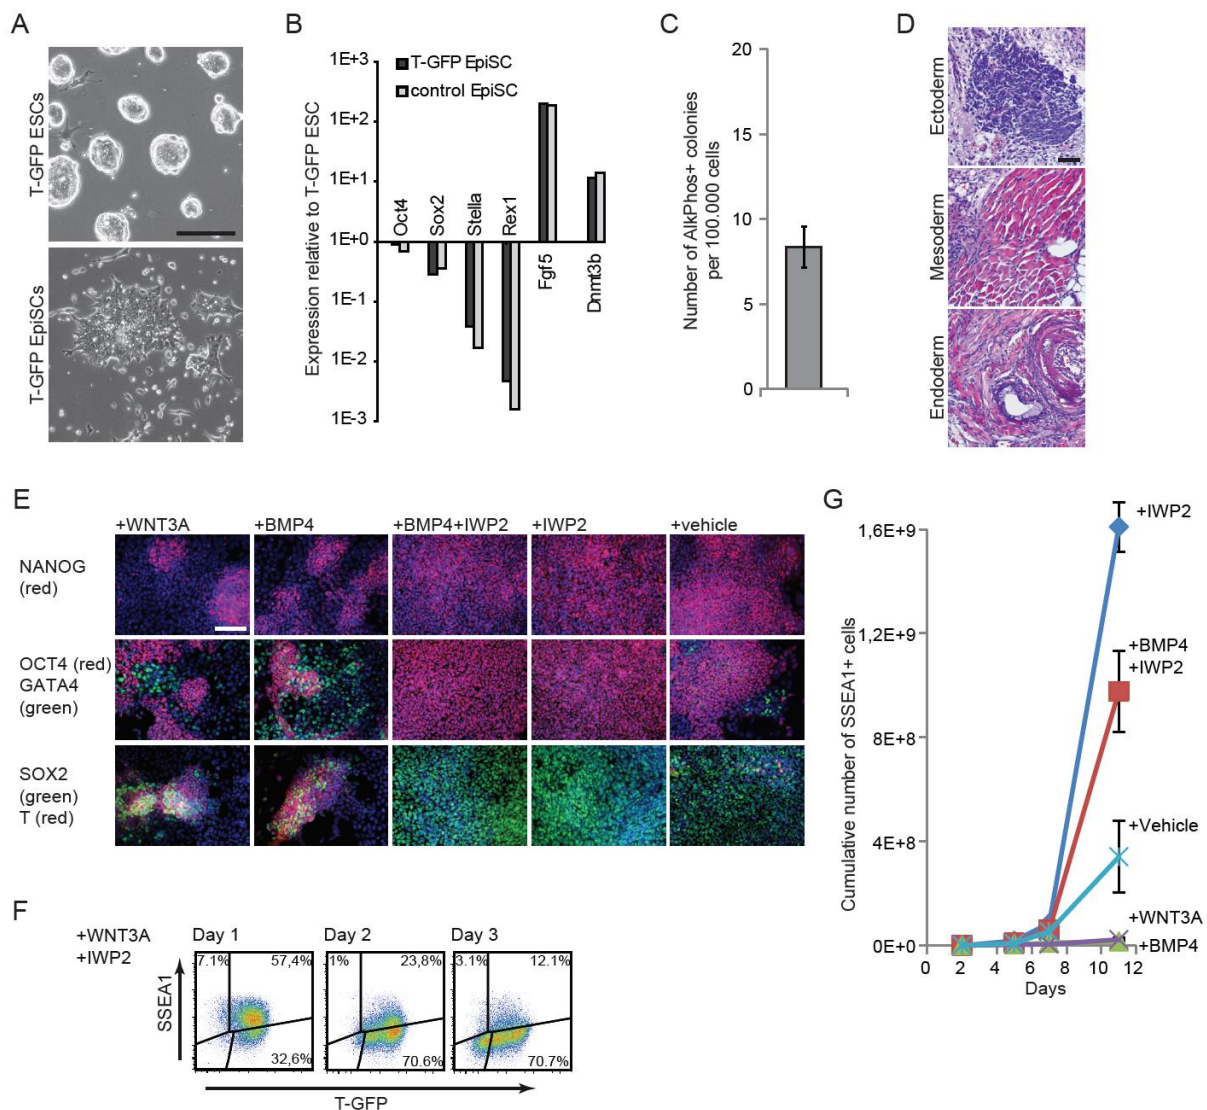 A
T-GFP ESCs
T-GFP EpiSCs
B
Expression relative to T-GFP ESC
1E+3
1E+2
1E+1
1E+0
1E-1
1E-2
1E-3
T-GFP EpiSC
control EpiSC
Oct4
Sox2
Stella
Rex1
Fgf5
Dnmt3b
C
Number of AlkPhos+ colonies
per 100.000 cells
20
15
10
5
0
D
Ectoderm
Mesoderm
Endoderm
E
+WNT3A
+BMP4
+BMP4+IWP2
+IWP2
+vehicle
NANOG
(red)
OCT4 (red)
GATA4
(green)
SOX2
(green)
T (red)
F
+WNT3A
+IWP2
SSEA1
Day 1
7.1%
57,4%
32,6%
Day 2
1%
23,8%
70.6%
Day 3
3.1%
12.1%
70.7%
T-GFP
G
Cumulative number of SSEA1+ cells
1,6E+9
1,2E+9
8E+8
4E+8
0E+0
0
2
4
6
8
10
12
Days
+IWP2
+BMP4
+IWP2
+Vehicle
+WNT3A
+BMP4